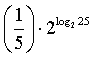 (1/5) · 2^{log_2 25}